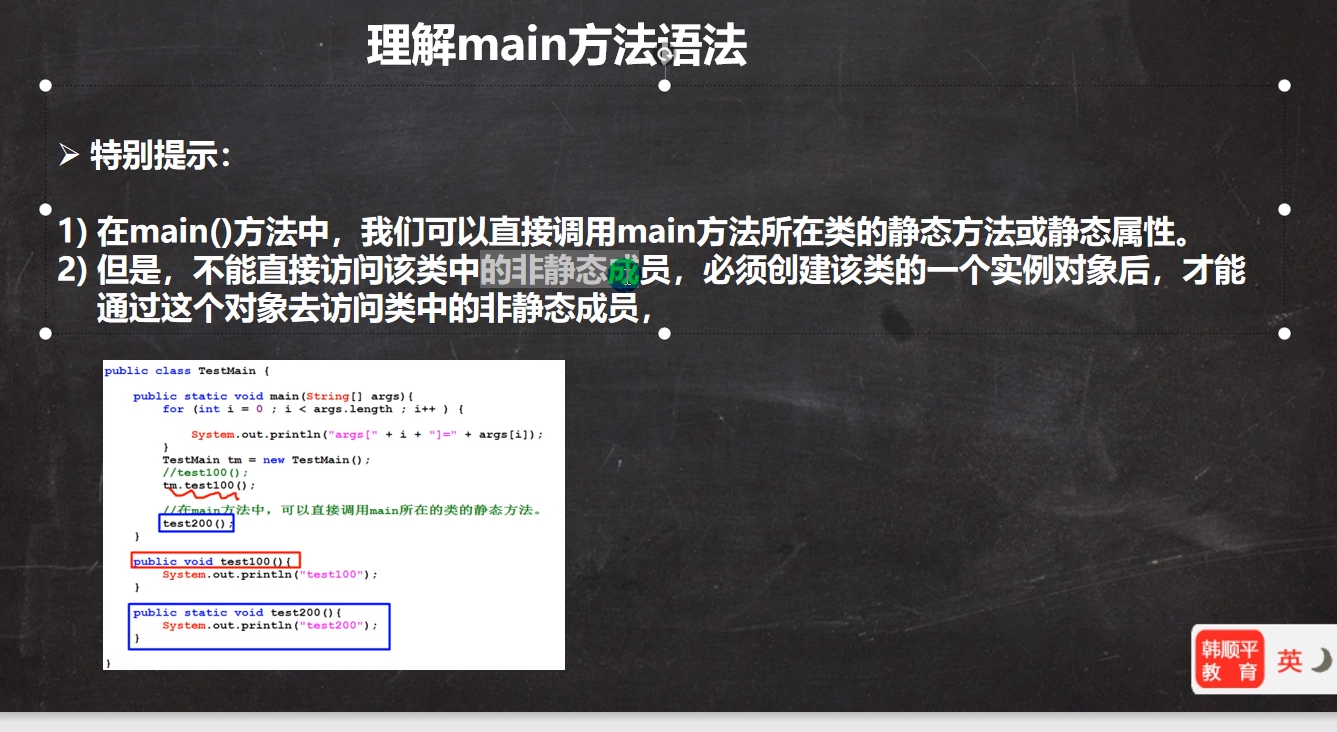 理解main方法语法
➢ 特别提示：
1) 在main()方法中，我们可以直接调用main方法所在类的静态方法或静态属性。
2) 但是，不能直接访问该类中的非静态成员，必须创建该类的一个实例对象后，才能
通过这个对象去访问类中的非静态成员，
public class TestMain {
public static void main(String[] args){
for (int i = 0 ; i < args.length ; i++ ) {
System.out.println("args[" + i + "]=" + args[i]);
}
TestMain tm = new TestMain();
//test100();
tm.test100();
//在main方法中，可以直接调用main所在的类的静态方法。
test200();
}
public void test100(){
System.out.println("test100");
}
public static void test200(){
System.out.println("test200");
}
}
韩顺平
教 育
英